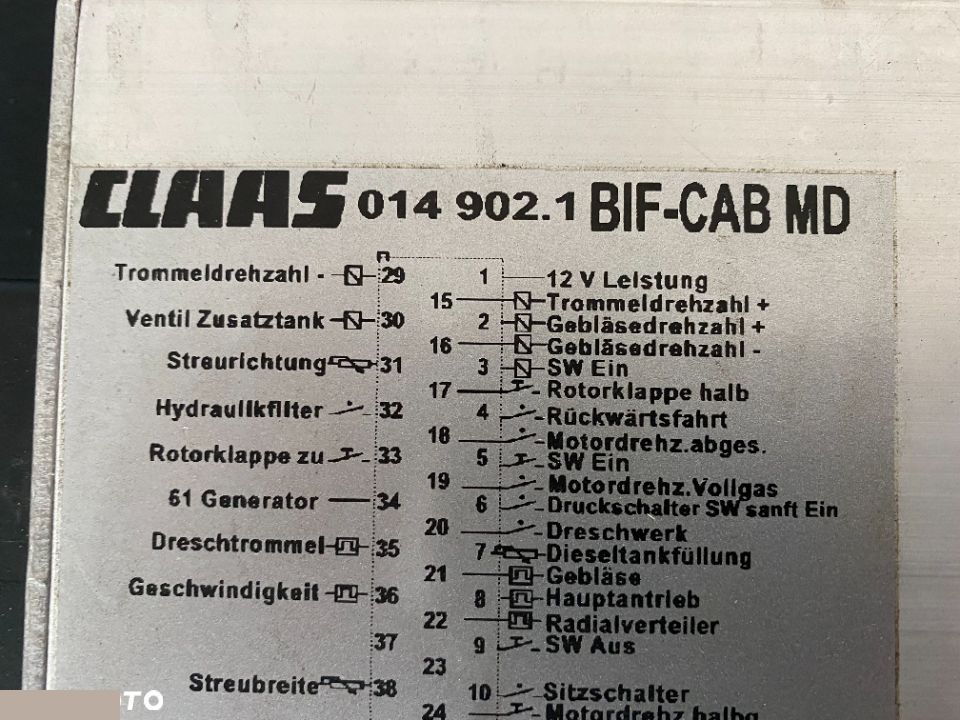 CLAAS 014 902.1 BIF-CAB MD
Trommeldrehzahl - 29
Ventil Zusatztank 30
Streurichtung 31
Hydraulikfilter 32
Rotorklappe zu 33
61 Generator 34
Dreschtrommel 35
Geschwindigkeit 36
37
Streubreite 38
1 12 V Leistung
15 Trommeldrehzahl +
2 Gebläsedrehzahl +
16 Gebläsedrehzahl -
3 SW Ein
17 Rotorklappe halb
4 Rückwärtsfahrt
18 Motordrehz.abges.
5 SW Ein
19 Motordrehz.Vollgas
6 Druckschalter SW sanft Ein
20 Dreschwerk
7 Dieseltankfüllung
21 Gebläse
8 Hauptantrieb
22 Radialverteiler
9 SW Aus
23
10 Sitzschalter
24 Motordrehz.halbg